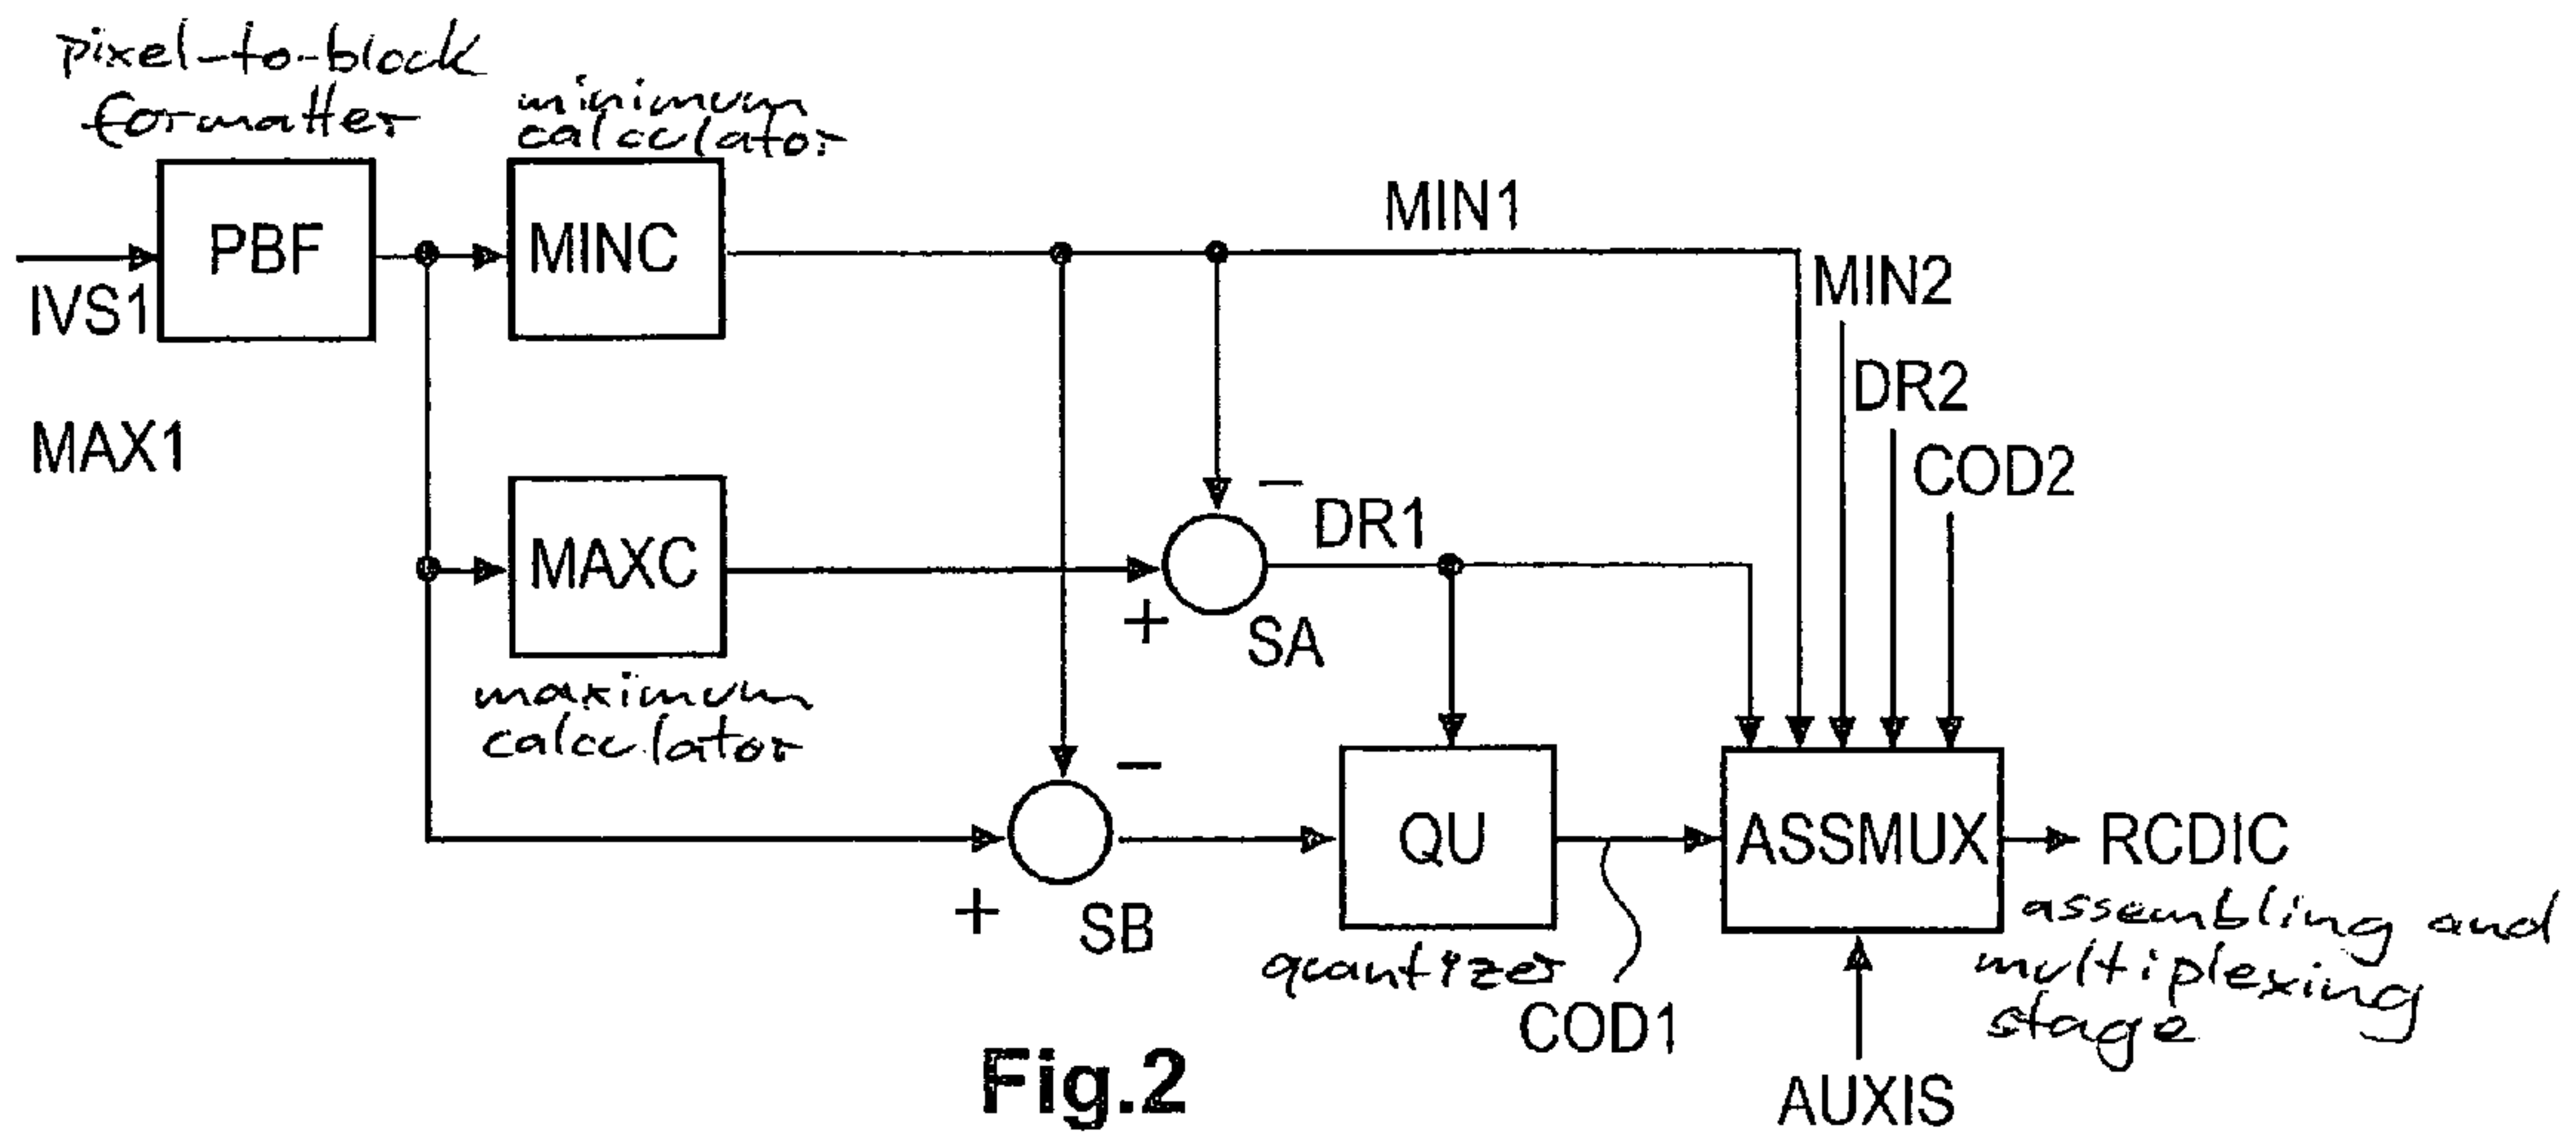 pixel-to-block
formatter
minimum
calculator
PBF
MINC
MIN1
MIN2
IVS1
DR2
MAX1
COD2
−
DR1
MAXC
+
SA
maximum
calculator
−
QU
ASSMUX
RCDIC
+
SB
assembling and
multiplexing
stage
quantizer
COD1
Fig.2
AUXIS